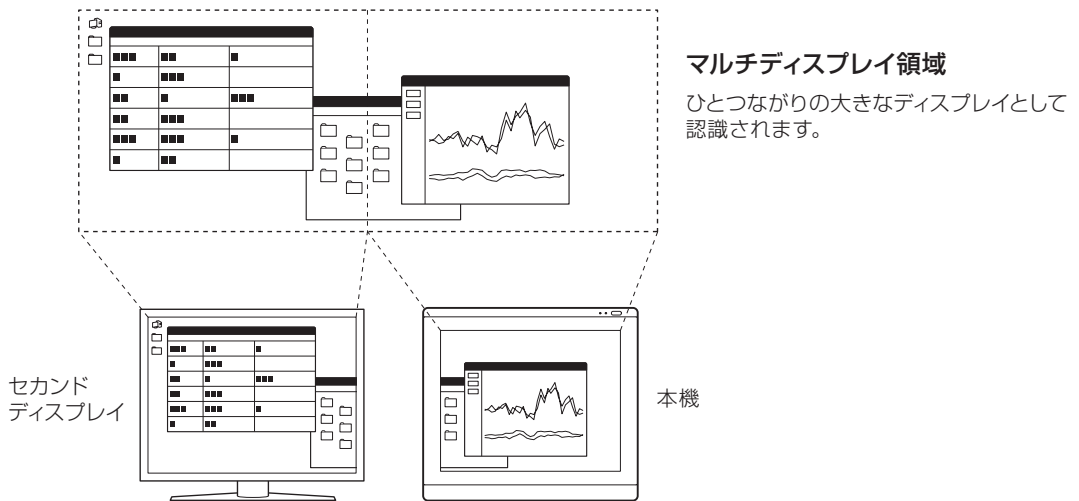 マルチディスプレイ領域
ひとつながりの大きなディスプレイとして
認識されます。
セカンド
ディスプレイ
本機